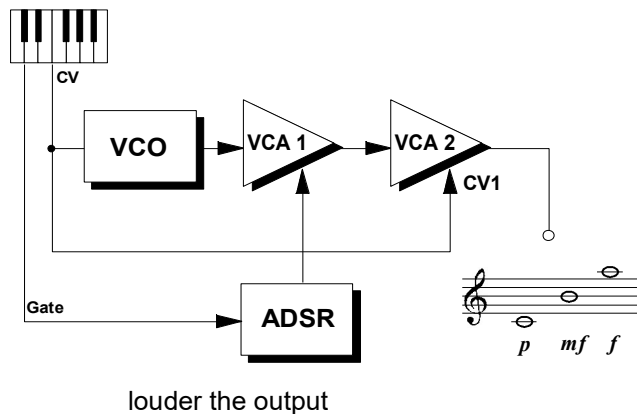 CV
VCO
VCA 1
VCA 2
CV1
Gate
ADSR
p mf f
louder the output